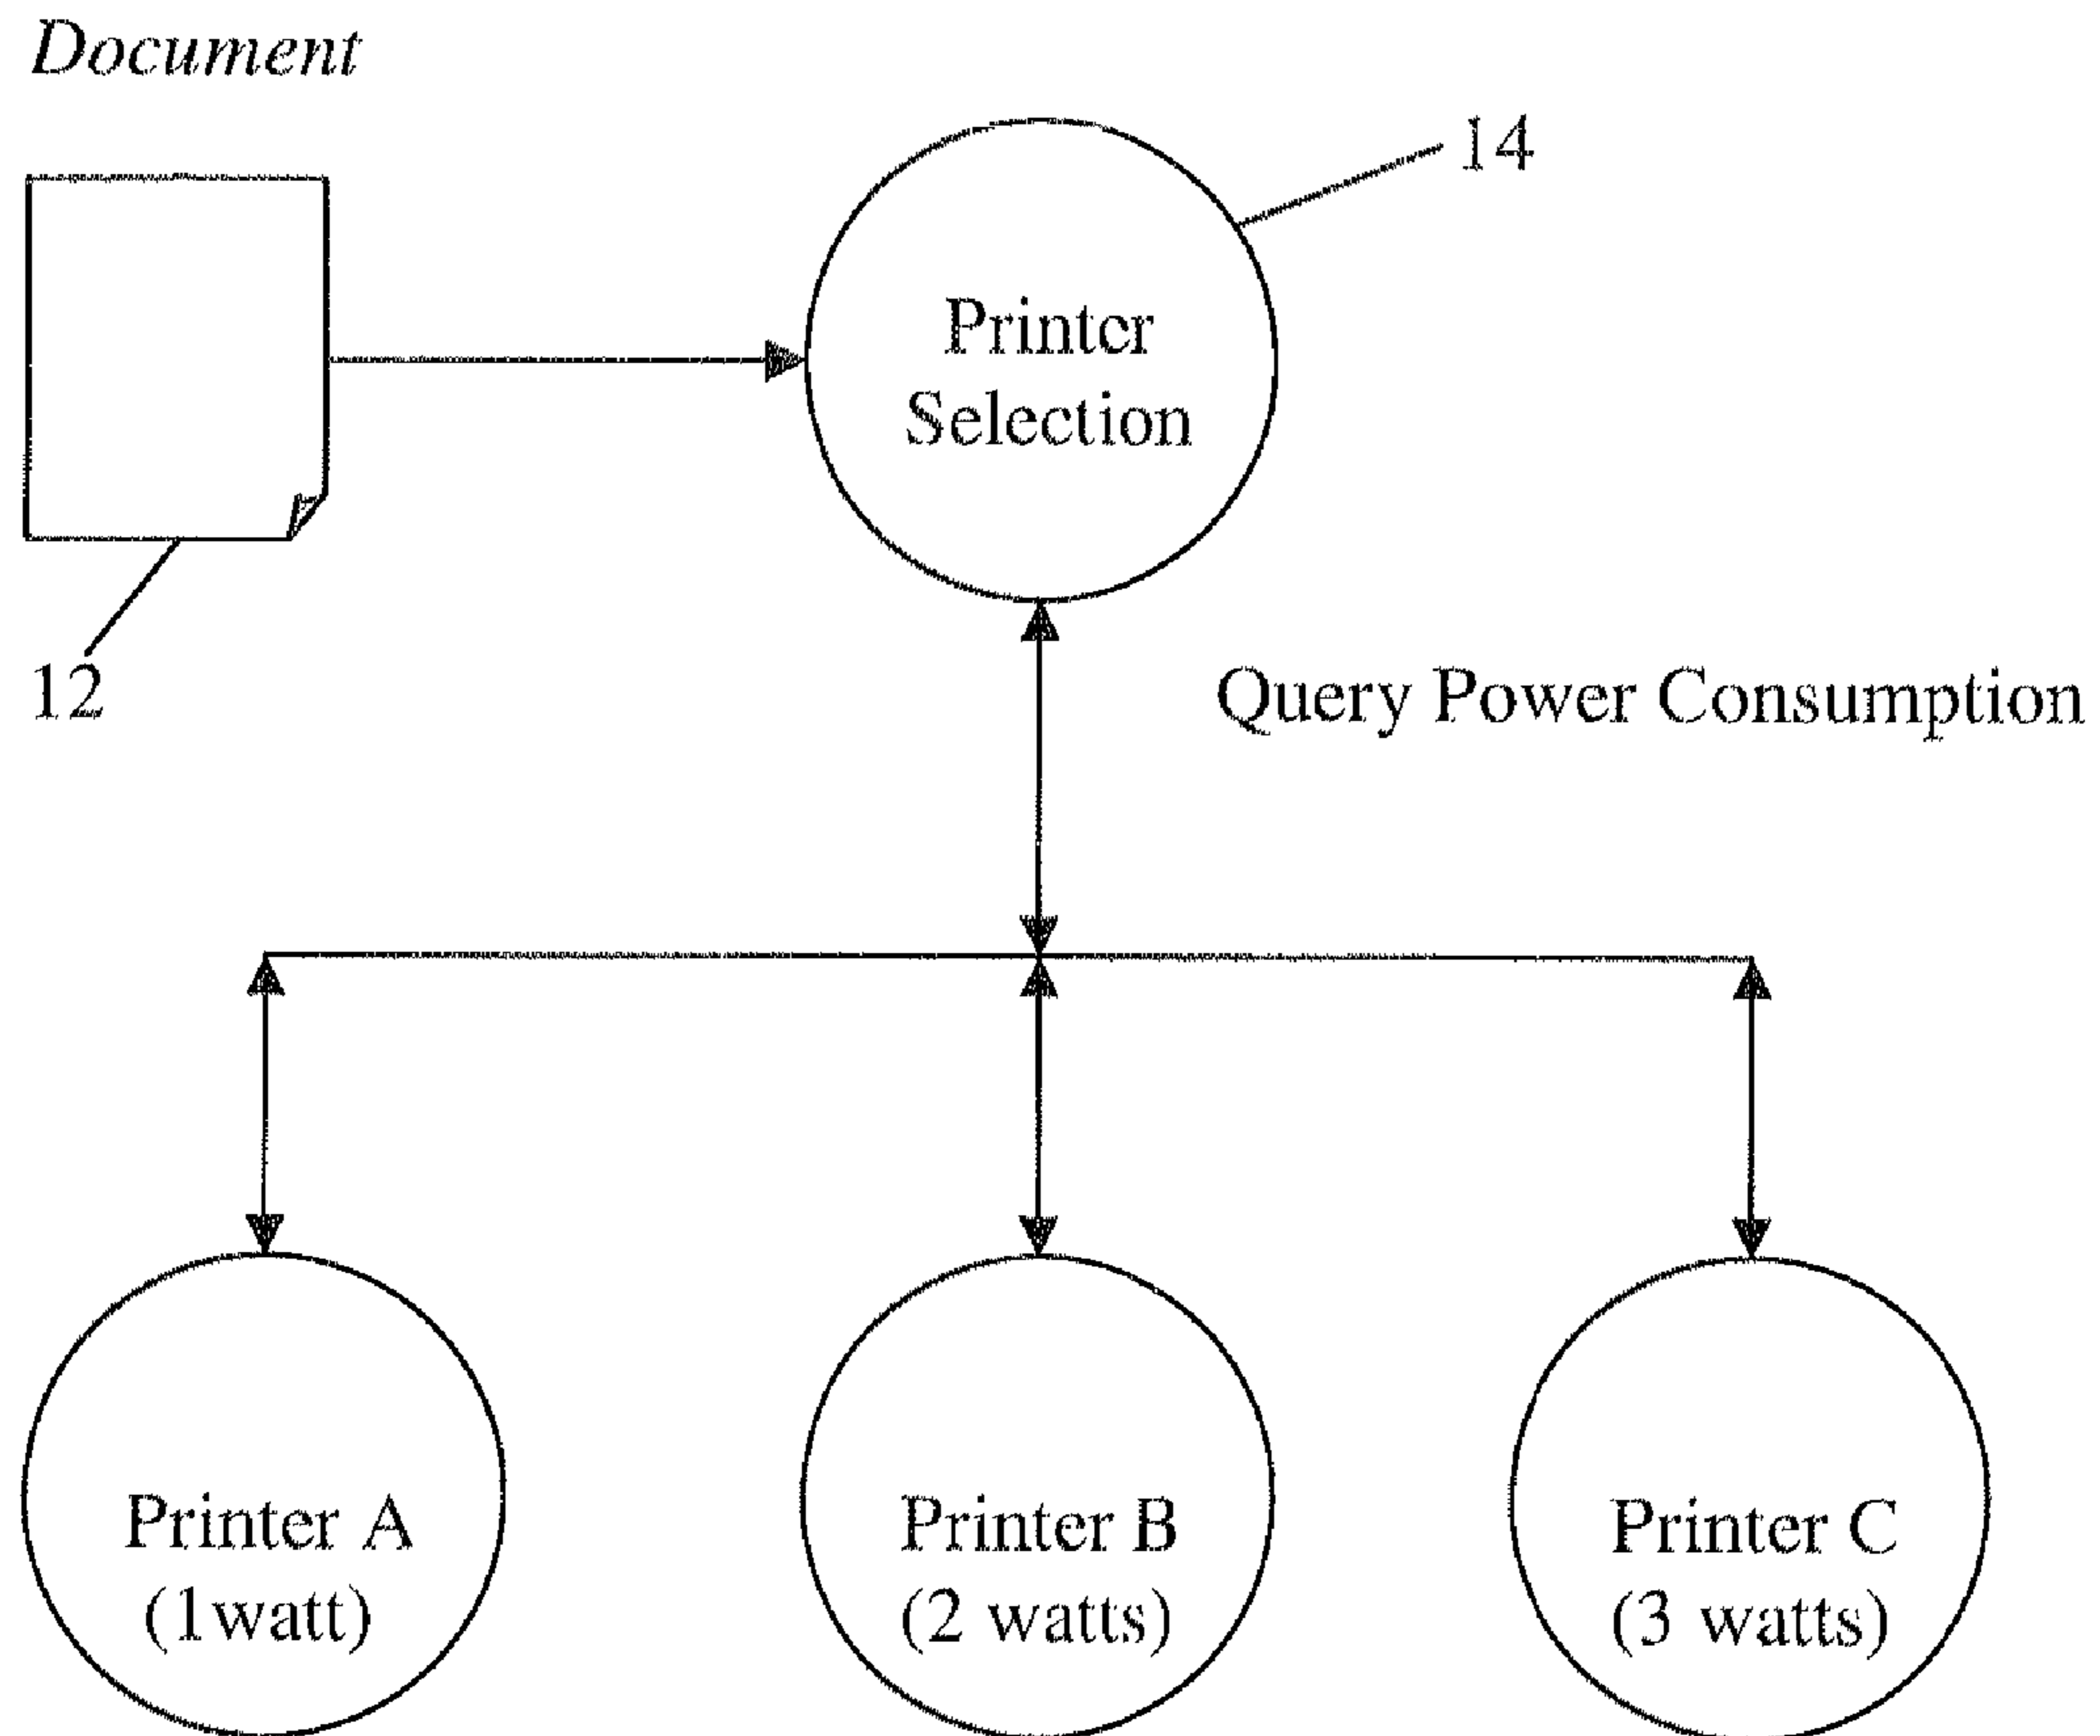 Document
14
Printer
Selection
12
Query Power Consumption
Printer A
(1watt)
Printer B
(2 watts)
Printer C
(3 watts)